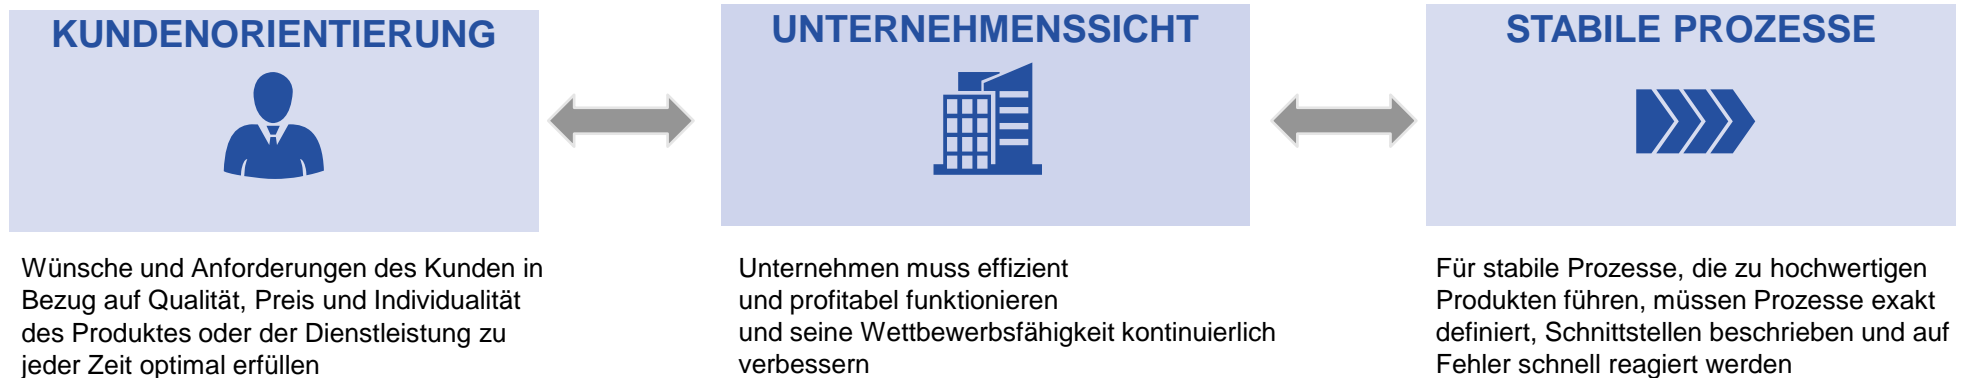 KUNDENORIENTIERUNG
Wünsche und Anforderungen des Kunden in
Bezug auf Qualität, Preis und Individualität
des Produktes oder der Dienstleistung zu
jeder Zeit optimal erfüllen
UNTERNEHMENSSICHT
Unternehmen muss effizient
und profitabel funktionieren
und seine Wettbewerbsfähigkeit kontinuierlich
verbessern
STABILE PROZESSE
Für stabile Prozesse, die zu hochwertigen
Produkten führen, müssen Prozesse exakt
definiert, Schnittstellen beschrieben und auf
Fehler schnell reagiert werden